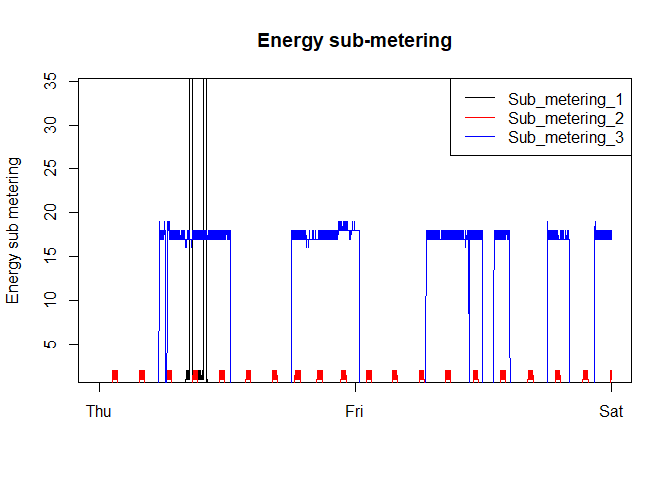 Energy sub-metering
35
30
25
20
15
10
5
Energy sub metering
Sub_metering_1
Sub_metering_2
Sub_metering_3
Thu Fri Sat